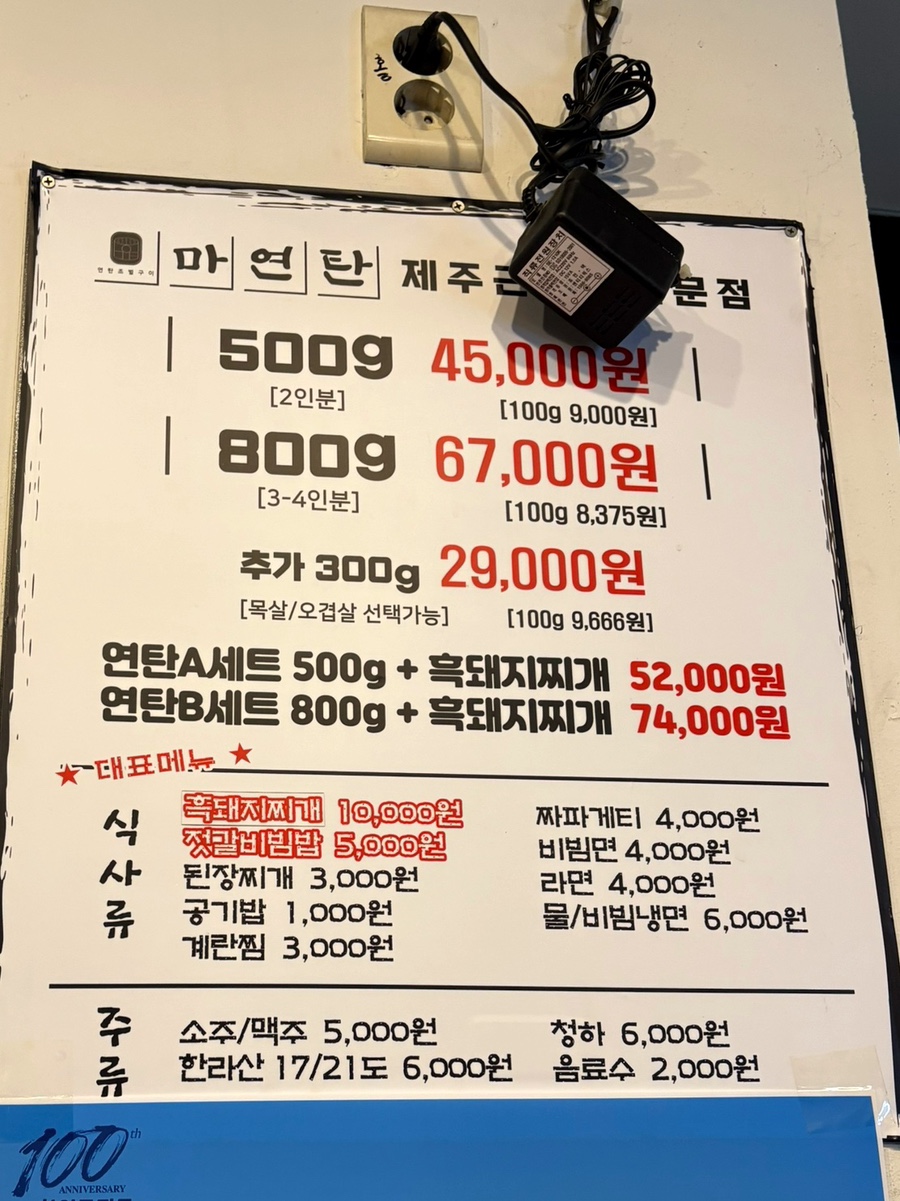 홀
연탄초벌구이
마연탄 제주근 문점
500g 45,000원
[2인분] [100g 9,000원]
800g 67,000원
[3-4인분] [100g 8,375원]
추가 300g 29,000원
[목살/오겹살 선택가능] [100g 9,666원]
연탄A세트 500g + 흑돼지찌개 52,000원
연탄B세트 800g + 흑돼지찌개 74,000원
★대표메뉴★
식사류
흑돼지찌개 10,000원
젓갈비빔밥 5,000원
된장찌개 3,000원
공기밥 1,000원
계란찜 3,000원
짜파게티 4,000원
비빔면 4,000원
라면 4,000원
물/비빔냉면 6,000원
주류
소주/맥주 5,000원
한라산 17/21도 6,000원
청하 6,000원
음료수 2,000원
100th
ANNIVERSARY